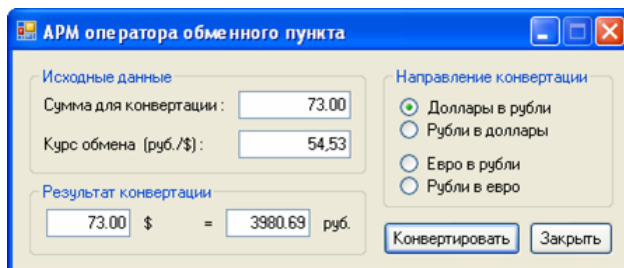 АРМ оператора обменного пункта
Исходные данные
Сумма для конвертации : 73.00
Курс обмена (руб./$) : 54,53
Результат конвертации
73.00 $ = 3980.69 руб.
Направление конвертации
Доллары в рубли
Рубли в доллары
Евро в рубли
Рубли в евро
Конвертировать Закрыть